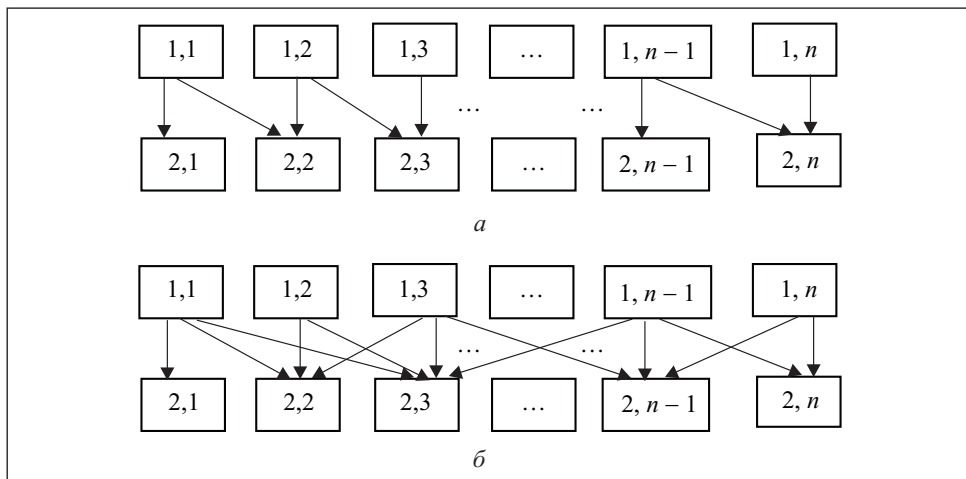 1,1 1,2 1,3 … 1, n – 1 1, n
… …
2,1 2,2 2,3 … 2, n – 1 2, n
а
1,1 1,2 1,3 … 1, n – 1 1, n
… …
2,1 2,2 2,3 … 2, n – 1 2, n
б